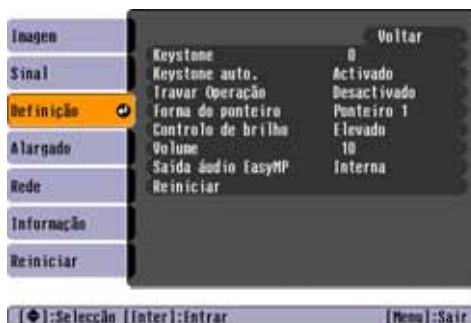 Imagen
Sinal
Definição
Alargado
Rede
Informação
Reiniciar
Voltar
Keystone 0
Keystone auto. Activado
Travar Operação Desactivado
Forma do ponteiro Ponteiro 1
Controlo de brilho Elevado
Volume 10
Saída áudio EasyMP Interna
Reiniciar
[◆]:Selecção [Enter]:Entrar [Menu]:Sair